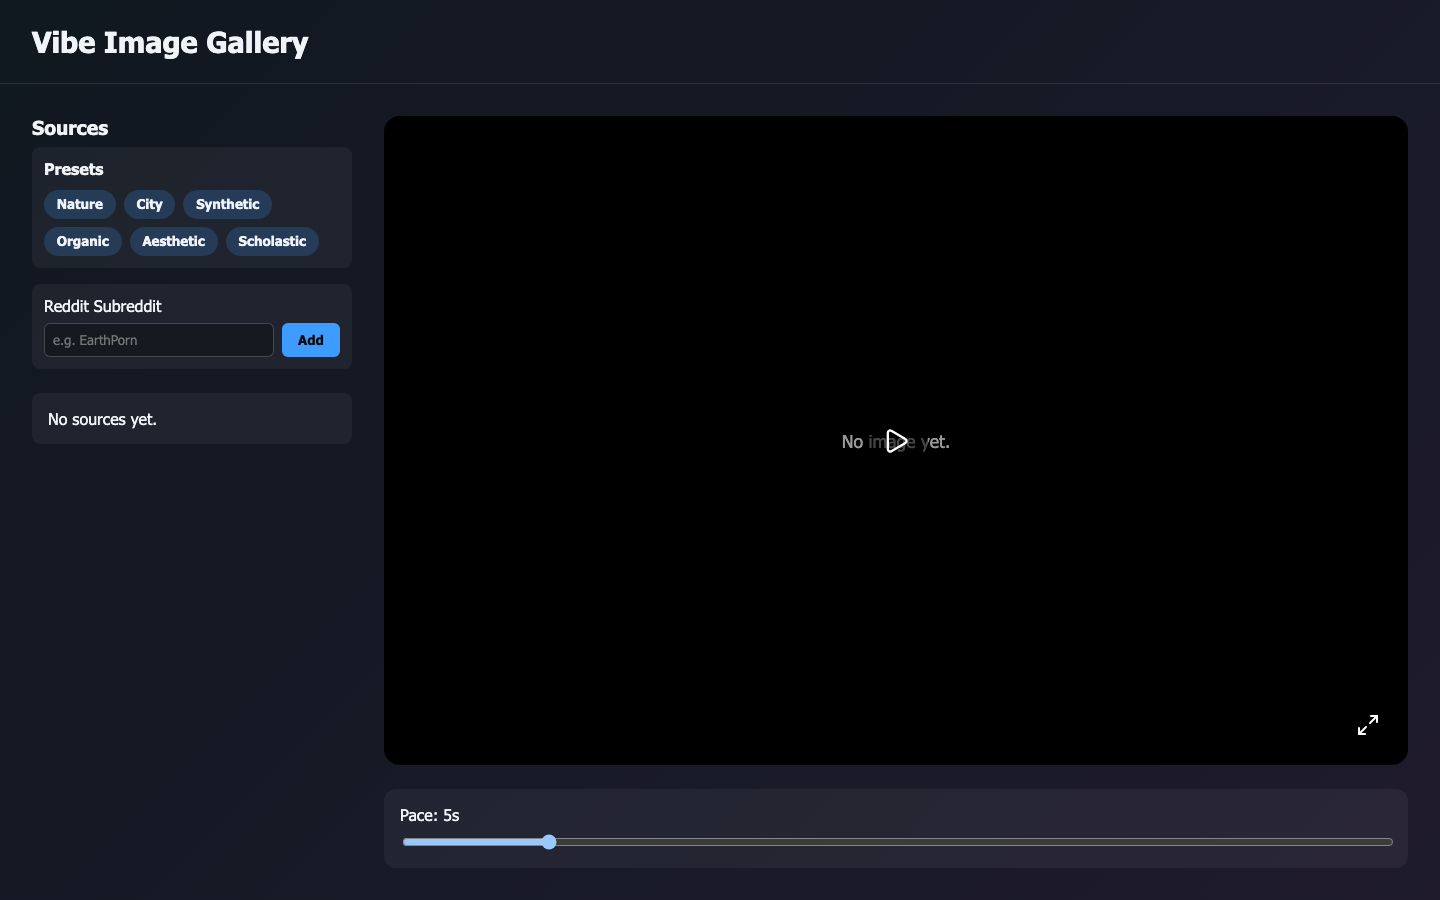 Vibe Image Gallery
Sources
Presets
Nature City Synthetic
Organic Aesthetic Scholastic
Reddit Subreddit
e.g. EarthPorn Add
No sources yet.
No image yet.
Pace: 5s